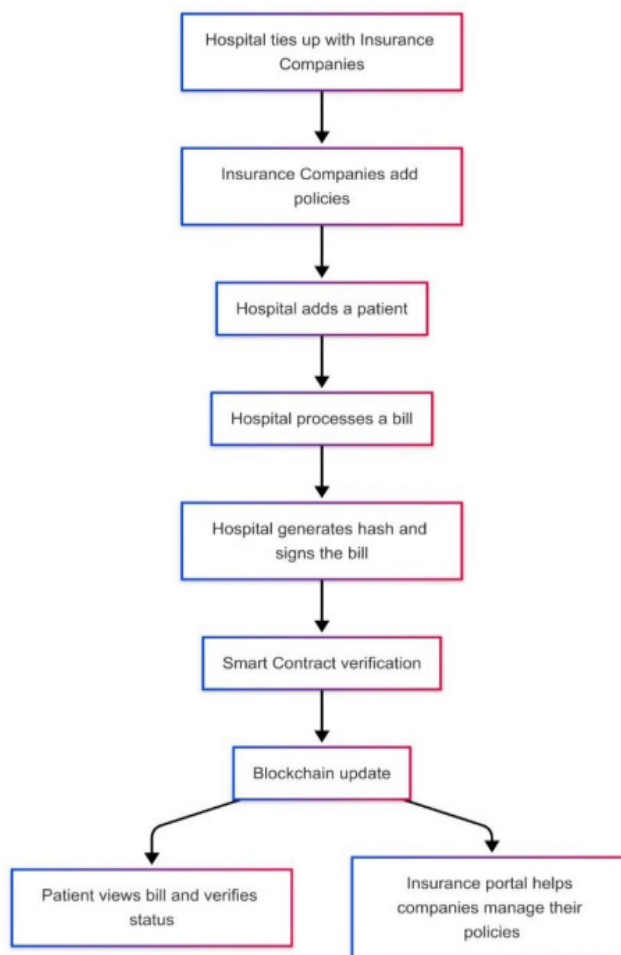 Hospital ties up with Insurance
Companies
Insurance Companies add
policies
Hospital adds a patient
Hospital processes a bill
Hospital generates hash and
signs the bill
Smart Contract verification
Blockchain update
Patient views bill and verifies
status
Insurance portal helps
companies manage their
policies